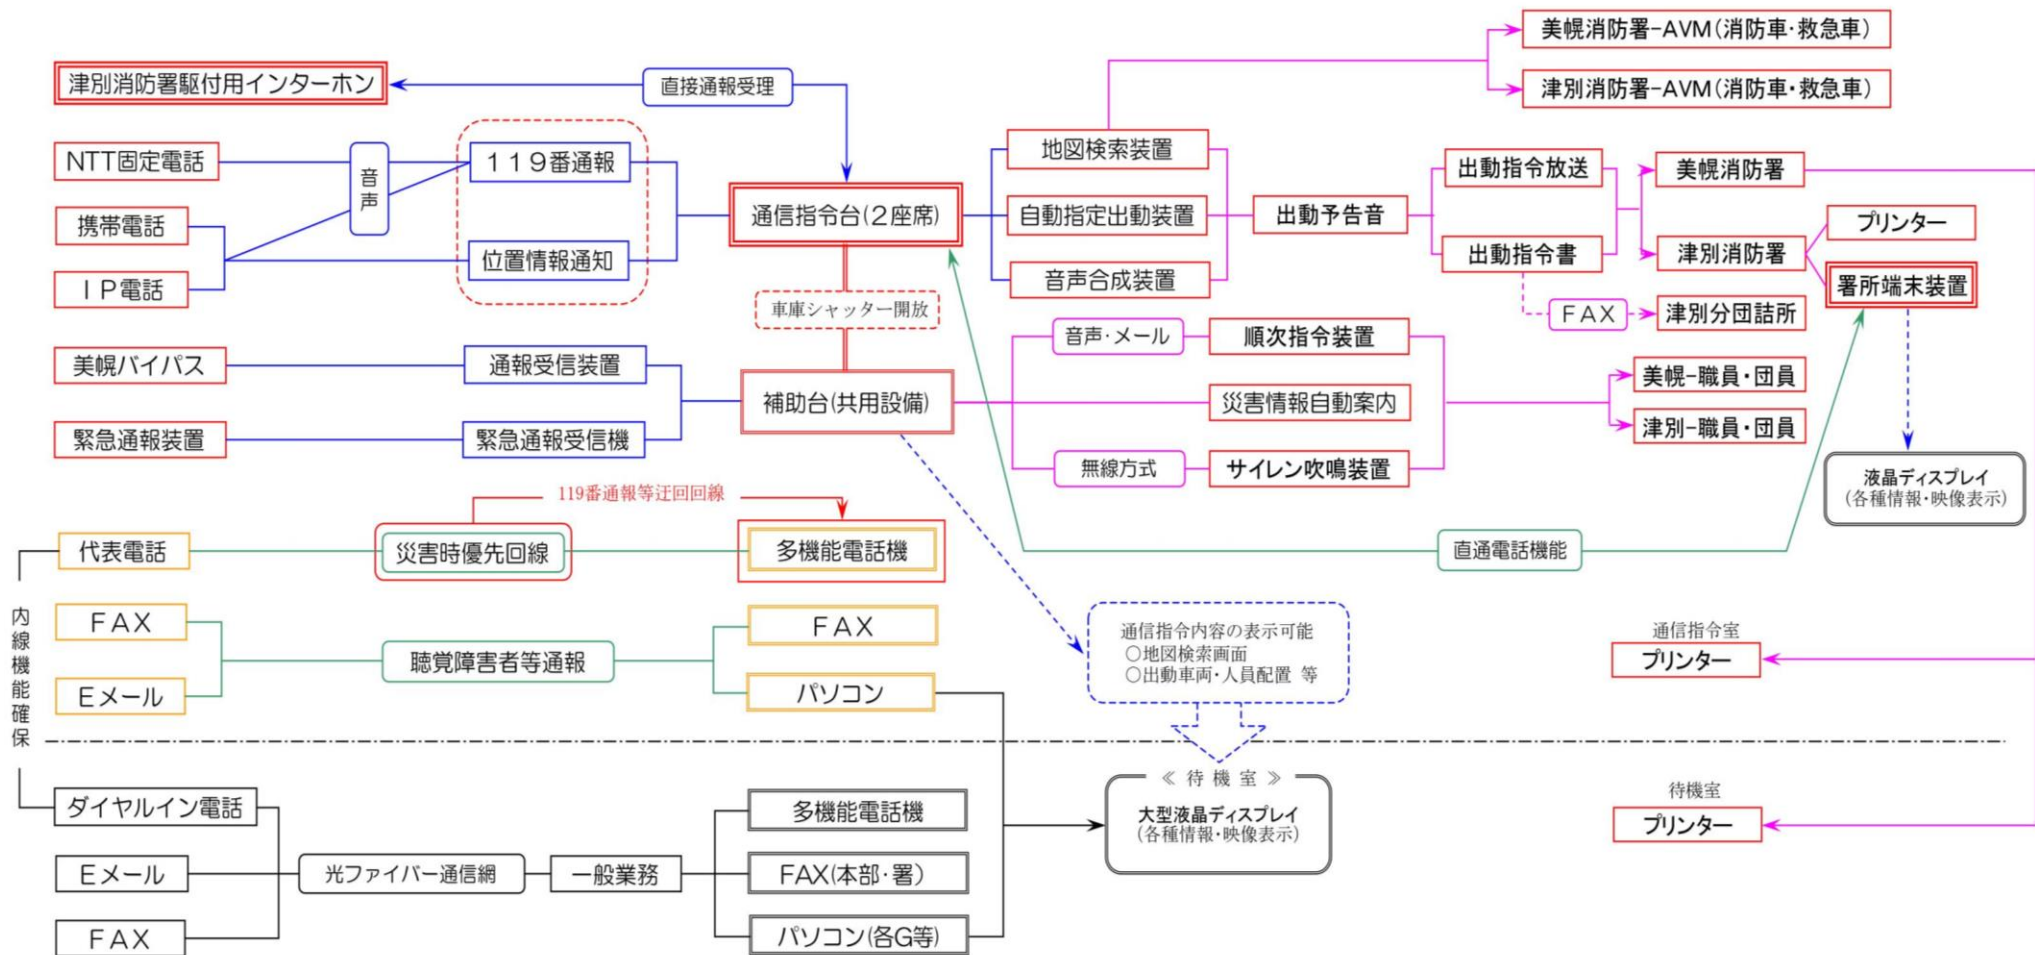 美幌消防署-AVM(消防車・救急車)
津別消防署駆付用インターホン
直接通報受理
津別消防署-AVM(消防車・救急車)
NTT固定電話
音声
119番通報
地図検索装置
出動指令放送
美幌消防署
携帯電話
通信指令台(2座席)
自動指定出動装置
出動予告音
プリンター
位置情報通知
出動指令書
津別消防署
IP電話
音声合成装置
署所端末装置
車庫シャッター開放
FAX
津別分団詰所
音声・メール
順次指令装置
美幌バイパス
通報受信装置
美幌-職員・団員
補助台(共用設備)
災害情報自動案内
津別-職員・団員
緊急通報装置
緊急通報受信機
無線方式
サイレン吹鳴装置
液晶ディスプレイ
(各種情報・映像表示)
119番通報等迂回回線
代表電話
災害時優先回線
多機能電話機
直通電話機能
内線機能確保
FAX
FAX
通信指令内容の表示可能
○地図検索画面
○出動車両・人員配置 等
通信指令室
プリンター
聴覚障害者等通報
Eメール
パソコン
≪ 待 機 室 ≫
大型液晶ディスプレイ
(各種情報・映像表示)
待機室
プリンター
ダイヤルイン電話
多機能電話機
Eメール
光ファイバー通信網
一般業務
FAX(本部・署)
FAX
パソコン(各G等)